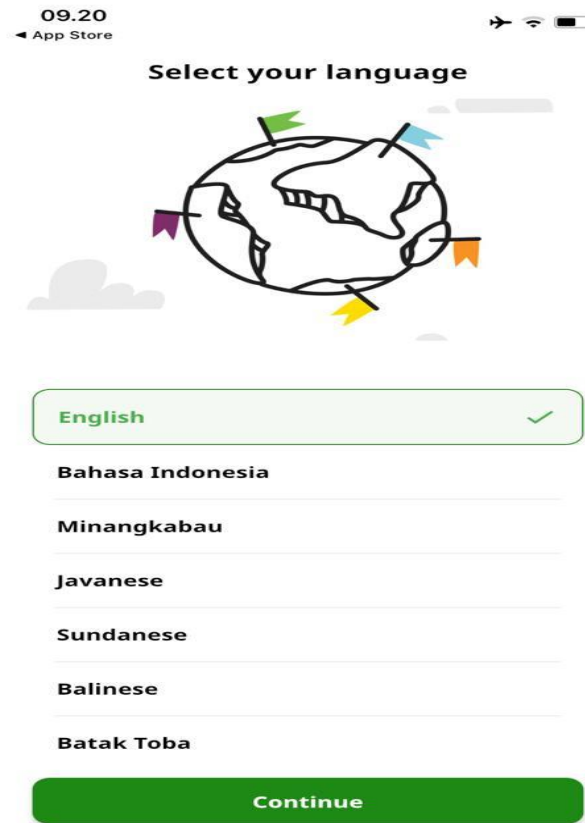 09.20
◀ App Store
Select your language
English
Bahasa Indonesia
Minangkabau
Javanese
Sundanese
Balinese
Batak Toba
Continue